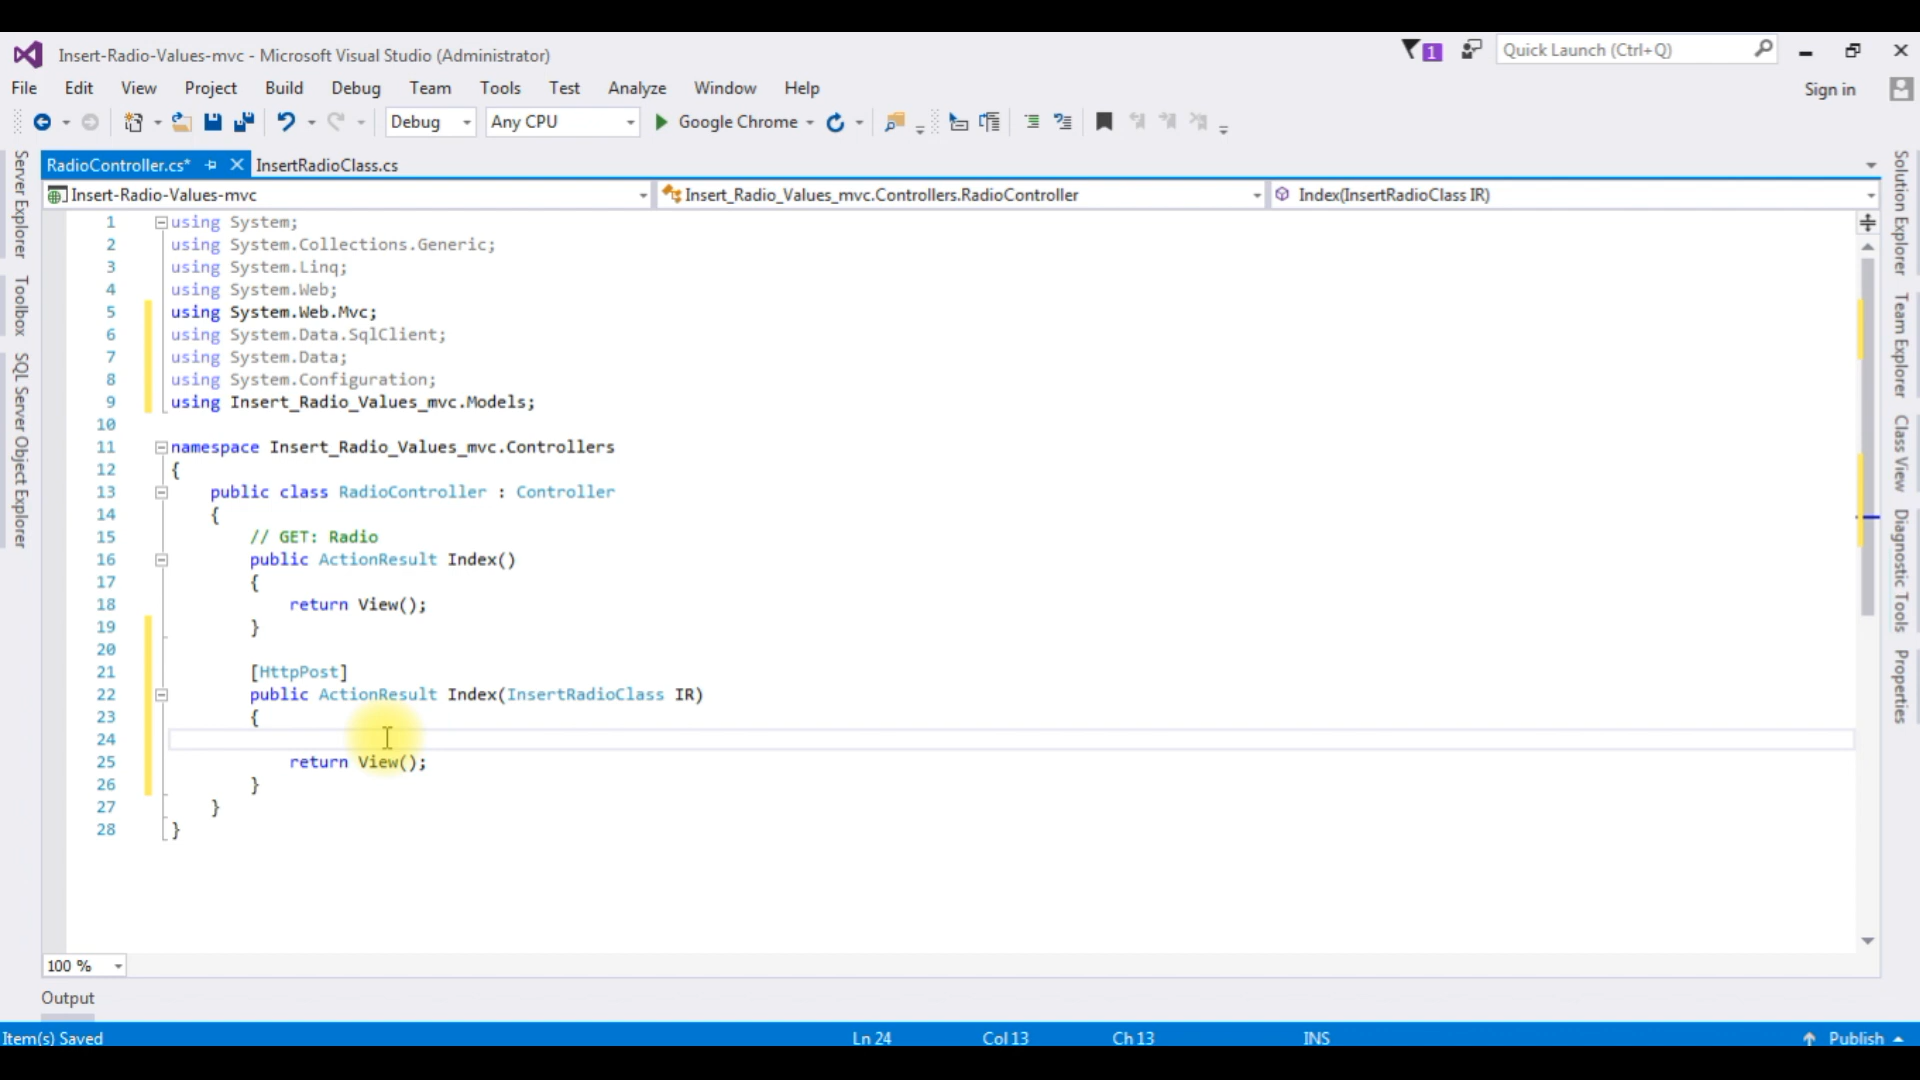 Insert-Radio-Values-mvc - Microsoft Visual Studio (Administrator)
1
Quick Launch (Ctrl+Q)
File Edit View Project Build Debug Team Tools Test Analyze Window Help
Sign in
Debug Any CPU Google Chrome
RadioController.cs* InsertRadioClass.cs
Insert-Radio-Values-mvc Insert_Radio_Values_mvc.Controllers.RadioController Index(InsertRadioClass IR)
1 using System;
2 using System.Collections.Generic;
3 using System.Linq;
4 using System.Web;
5 using System.Web.Mvc;
6 using System.Data.SqlClient;
7 using System.Data;
8 using System.Configuration;
9 using Insert_Radio_Values_mvc.Models;
10
11 namespace Insert_Radio_Values_mvc.Controllers
12 {
13 public class RadioController : Controller
14 {
15 // GET: Radio
16 public ActionResult Index()
17 {
18 return View();
19 }
20
21 [HttpPost]
22 public ActionResult Index(InsertRadioClass IR)
23 {
24
25 return View();
26 }
27 }
28 }
Server Explorer
Toolbox
SQL Server Object Explorer
Solution Explorer
Team Explorer
Class View
Diagnostic Tools
Properties
100 %
Output
Item(s) Saved Ln 24 Col 13 Ch 13 INS Publish